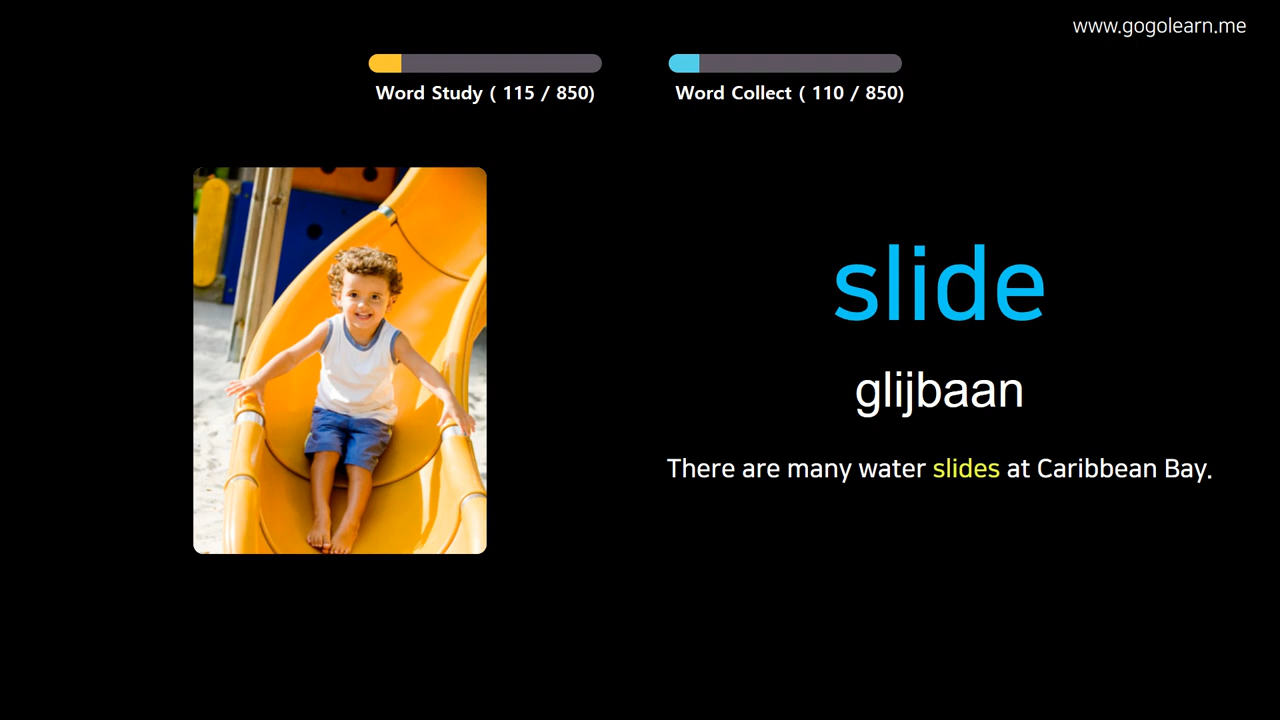 www.gogolearn.me
Word Study ( 115 / 850)
Word Collect ( 110 / 850)
slide
glijbaan
There are many water slides at Caribbean Bay.